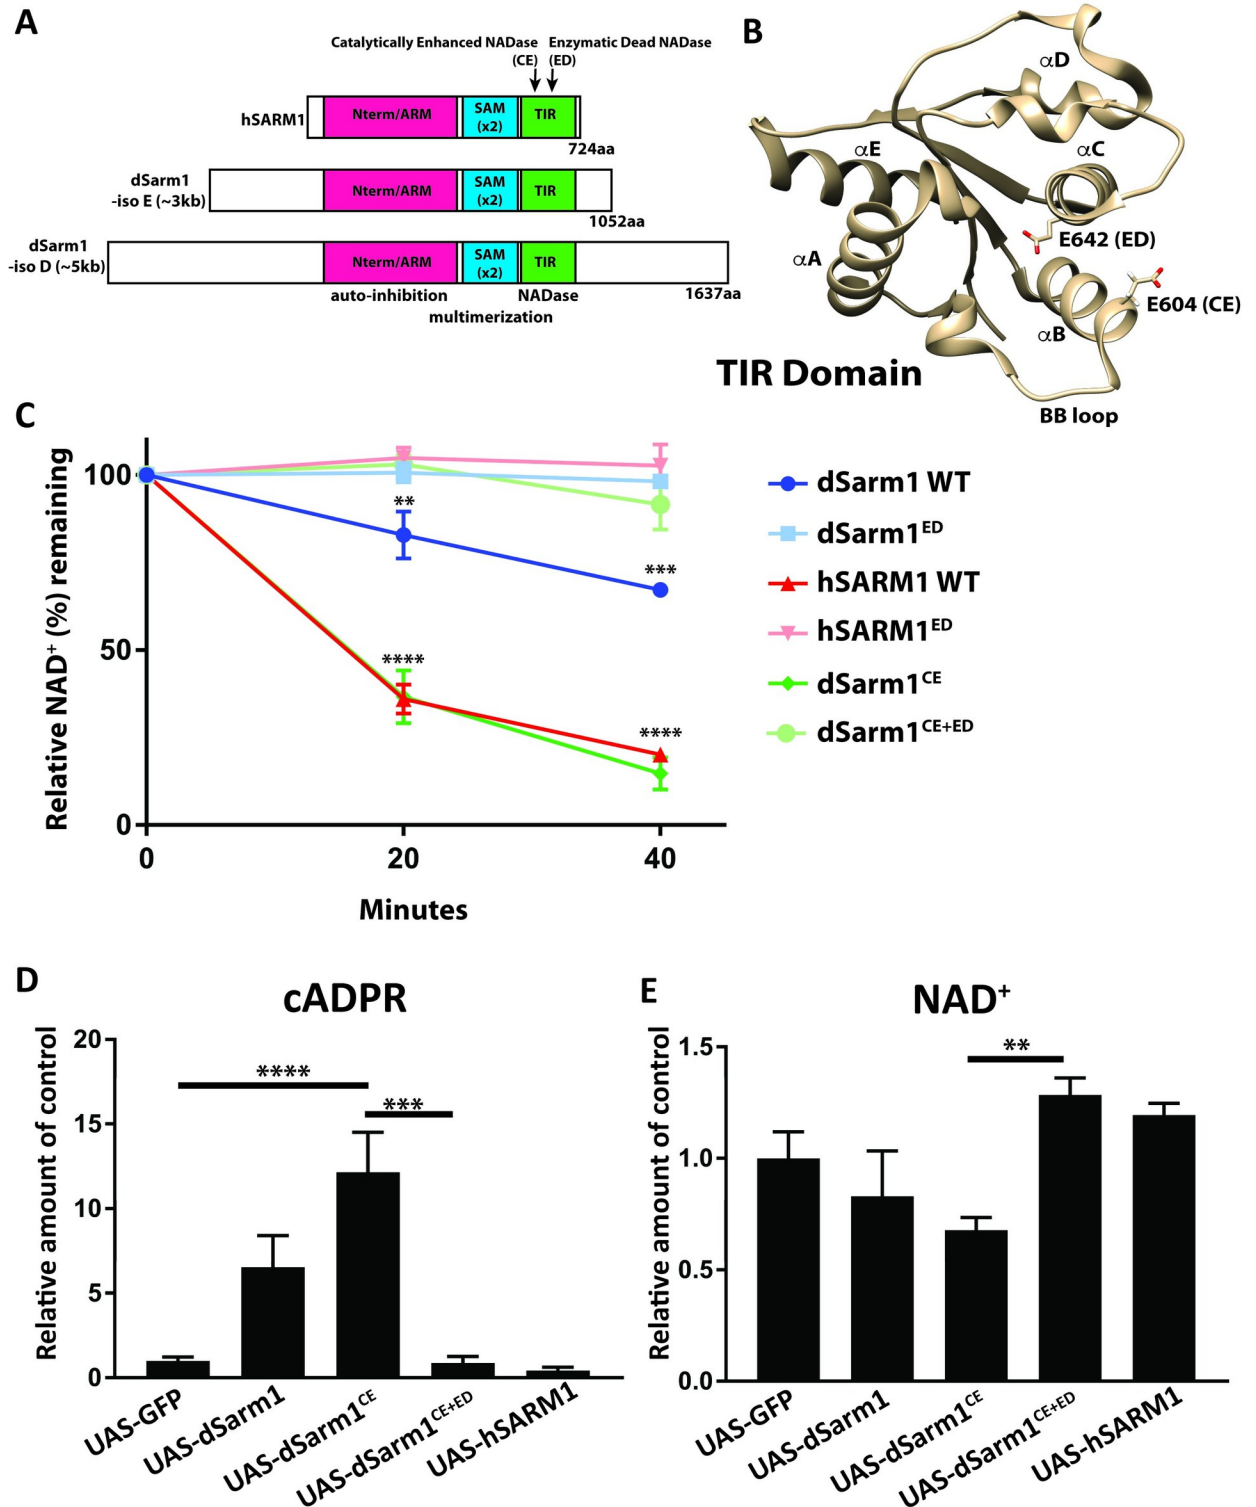 A
Catalytically Enhanced NADase
(CE)
Enzymatic Dead NADase
(ED)
hSARM1
Nterm/ARM
SAM
(x2)
TIR
724aa
dSarm1
-iso E (~3kb)
Nterm/ARM
SAM
(x2)
TIR
1052aa
dSarm1
-iso D (~5kb)
Nterm/ARM
SAM
(x2)
TIR
1637aa
auto-inhibition
NADase
multimerization
B
αD
αE
αC
αA
E642 (ED)
E604 (CE)
αB
BB loop
TIR Domain
C
Relative NAD⁺ (%) remaining
100
50
0
**
***
****
****
0
20
40
Minutes
dSarm1 WT
dSarm1ᴱᴰ
hSARM1 WT
hSARM1ᴱᴰ
dSarm1ᶜᴱ
dSarm1ᶜᴱ⁺ᴱᴰ
D
cADPR
Relative amount of control
20
15
10
5
0
****
***
UAS-GFP
UAS-dSarm1
UAS-dSarm1ᶜᴱ
UAS-dSarm1ᶜᴱ⁺ᴱᴰ
UAS-hSARM1
E
NAD⁺
Relative amount of control
1.5
1.0
0.5
0.0
**
UAS-GFP
UAS-dSarm1
UAS-dSarm1ᶜᴱ
UAS-dSarm1ᶜᴱ⁺ᴱᴰ
UAS-hSARM1